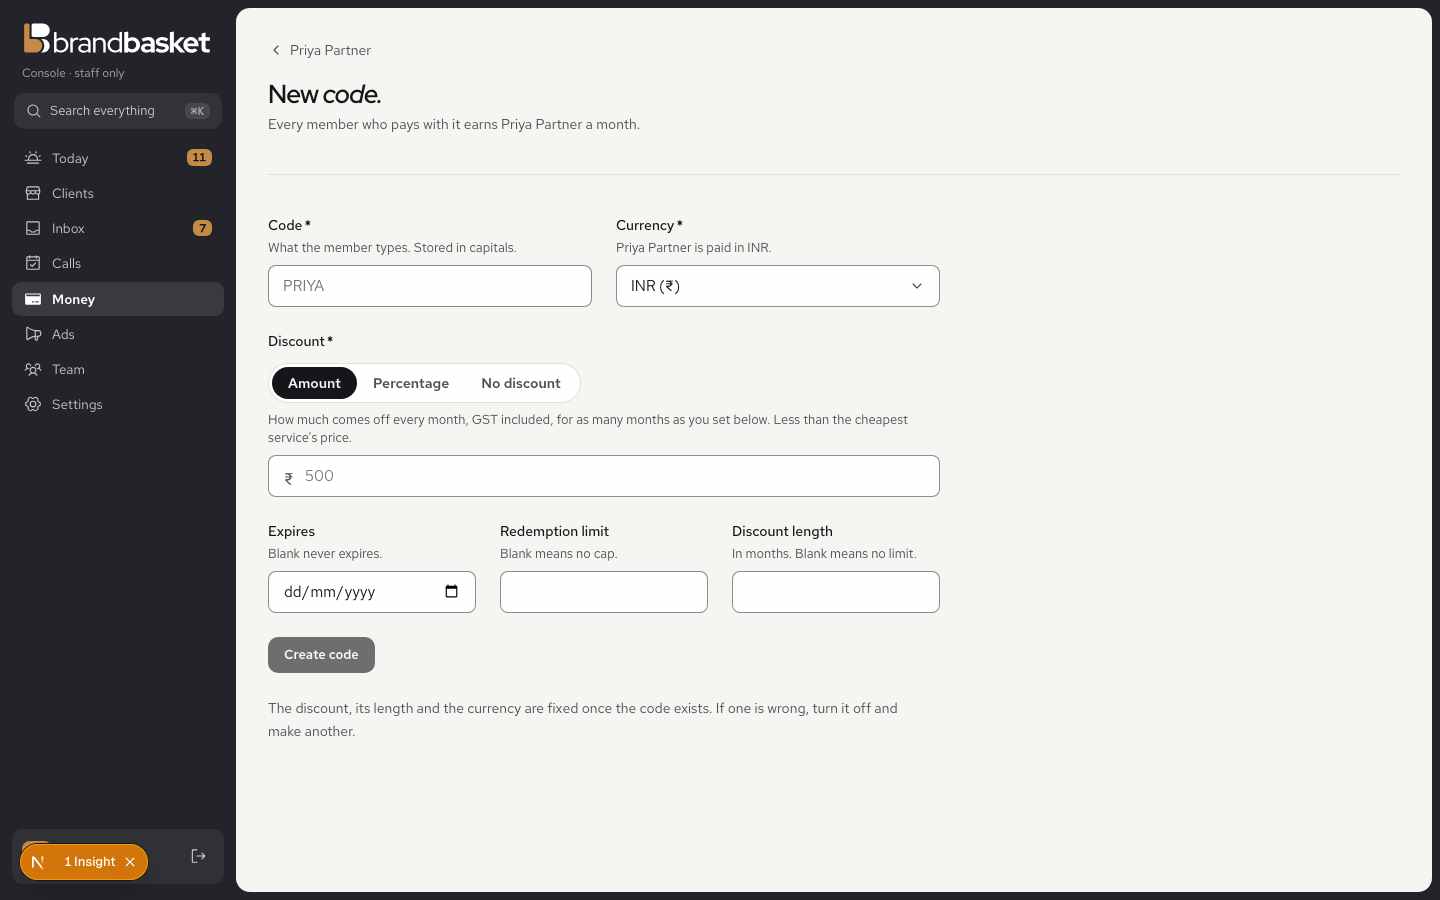 brandbasket
Console · staff only
Search everything
⌘K
Today
11
Clients
Inbox
7
Calls
Money
Ads
Team
Settings
1 Insight
Priya Partner
New code.
Every member who pays with it earns Priya Partner a month.
Code *
What the member types. Stored in capitals.
PRIYA
Currency *
Priya Partner is paid in INR.
INR (₹)
Discount *
Amount
Percentage
No discount
How much comes off every month, GST included, for as many months as you set below. Less than the cheapest
service's price.
₹ 500
Expires
Blank never expires.
dd/mm/yyyy
Redemption limit
Blank means no cap.
Discount length
In months. Blank means no limit.
Create code
The discount, its length and the currency are fixed once the code exists. If one is wrong, turn it off and
make another.